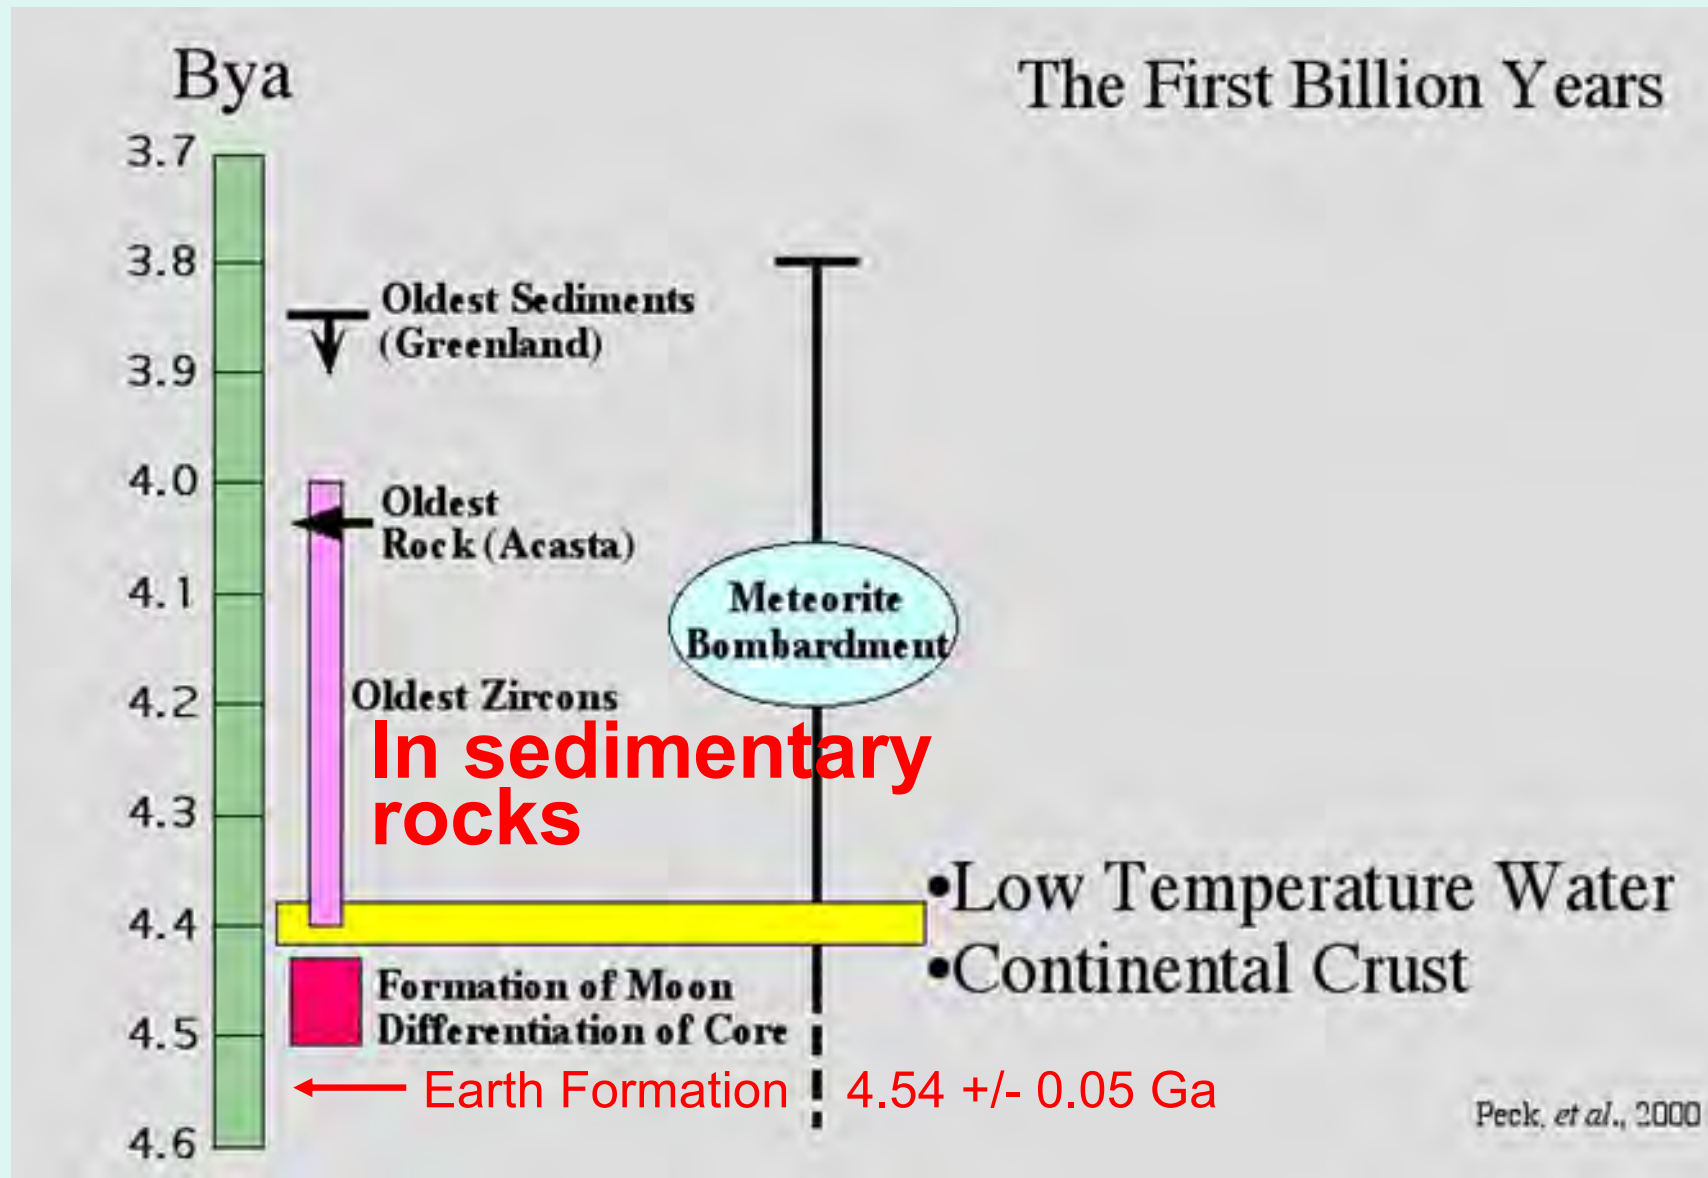 Bya
The First Billion Years
3.7
3.8
Oldest Sediments
(Greenland)
3.9
4.0
Oldest
Rock (Acasta)
4.1
Meteorite
Bombardment
4.2
Oldest Zircons
In sedimentary
rocks
4.3
•Low Temperature Water
4.4
•Continental Crust
Formation of Moon
Differentiation of Core
4.5
Earth Formation 4.54 +/- 0.05 Ga
4.6
Peck, et al., 2000